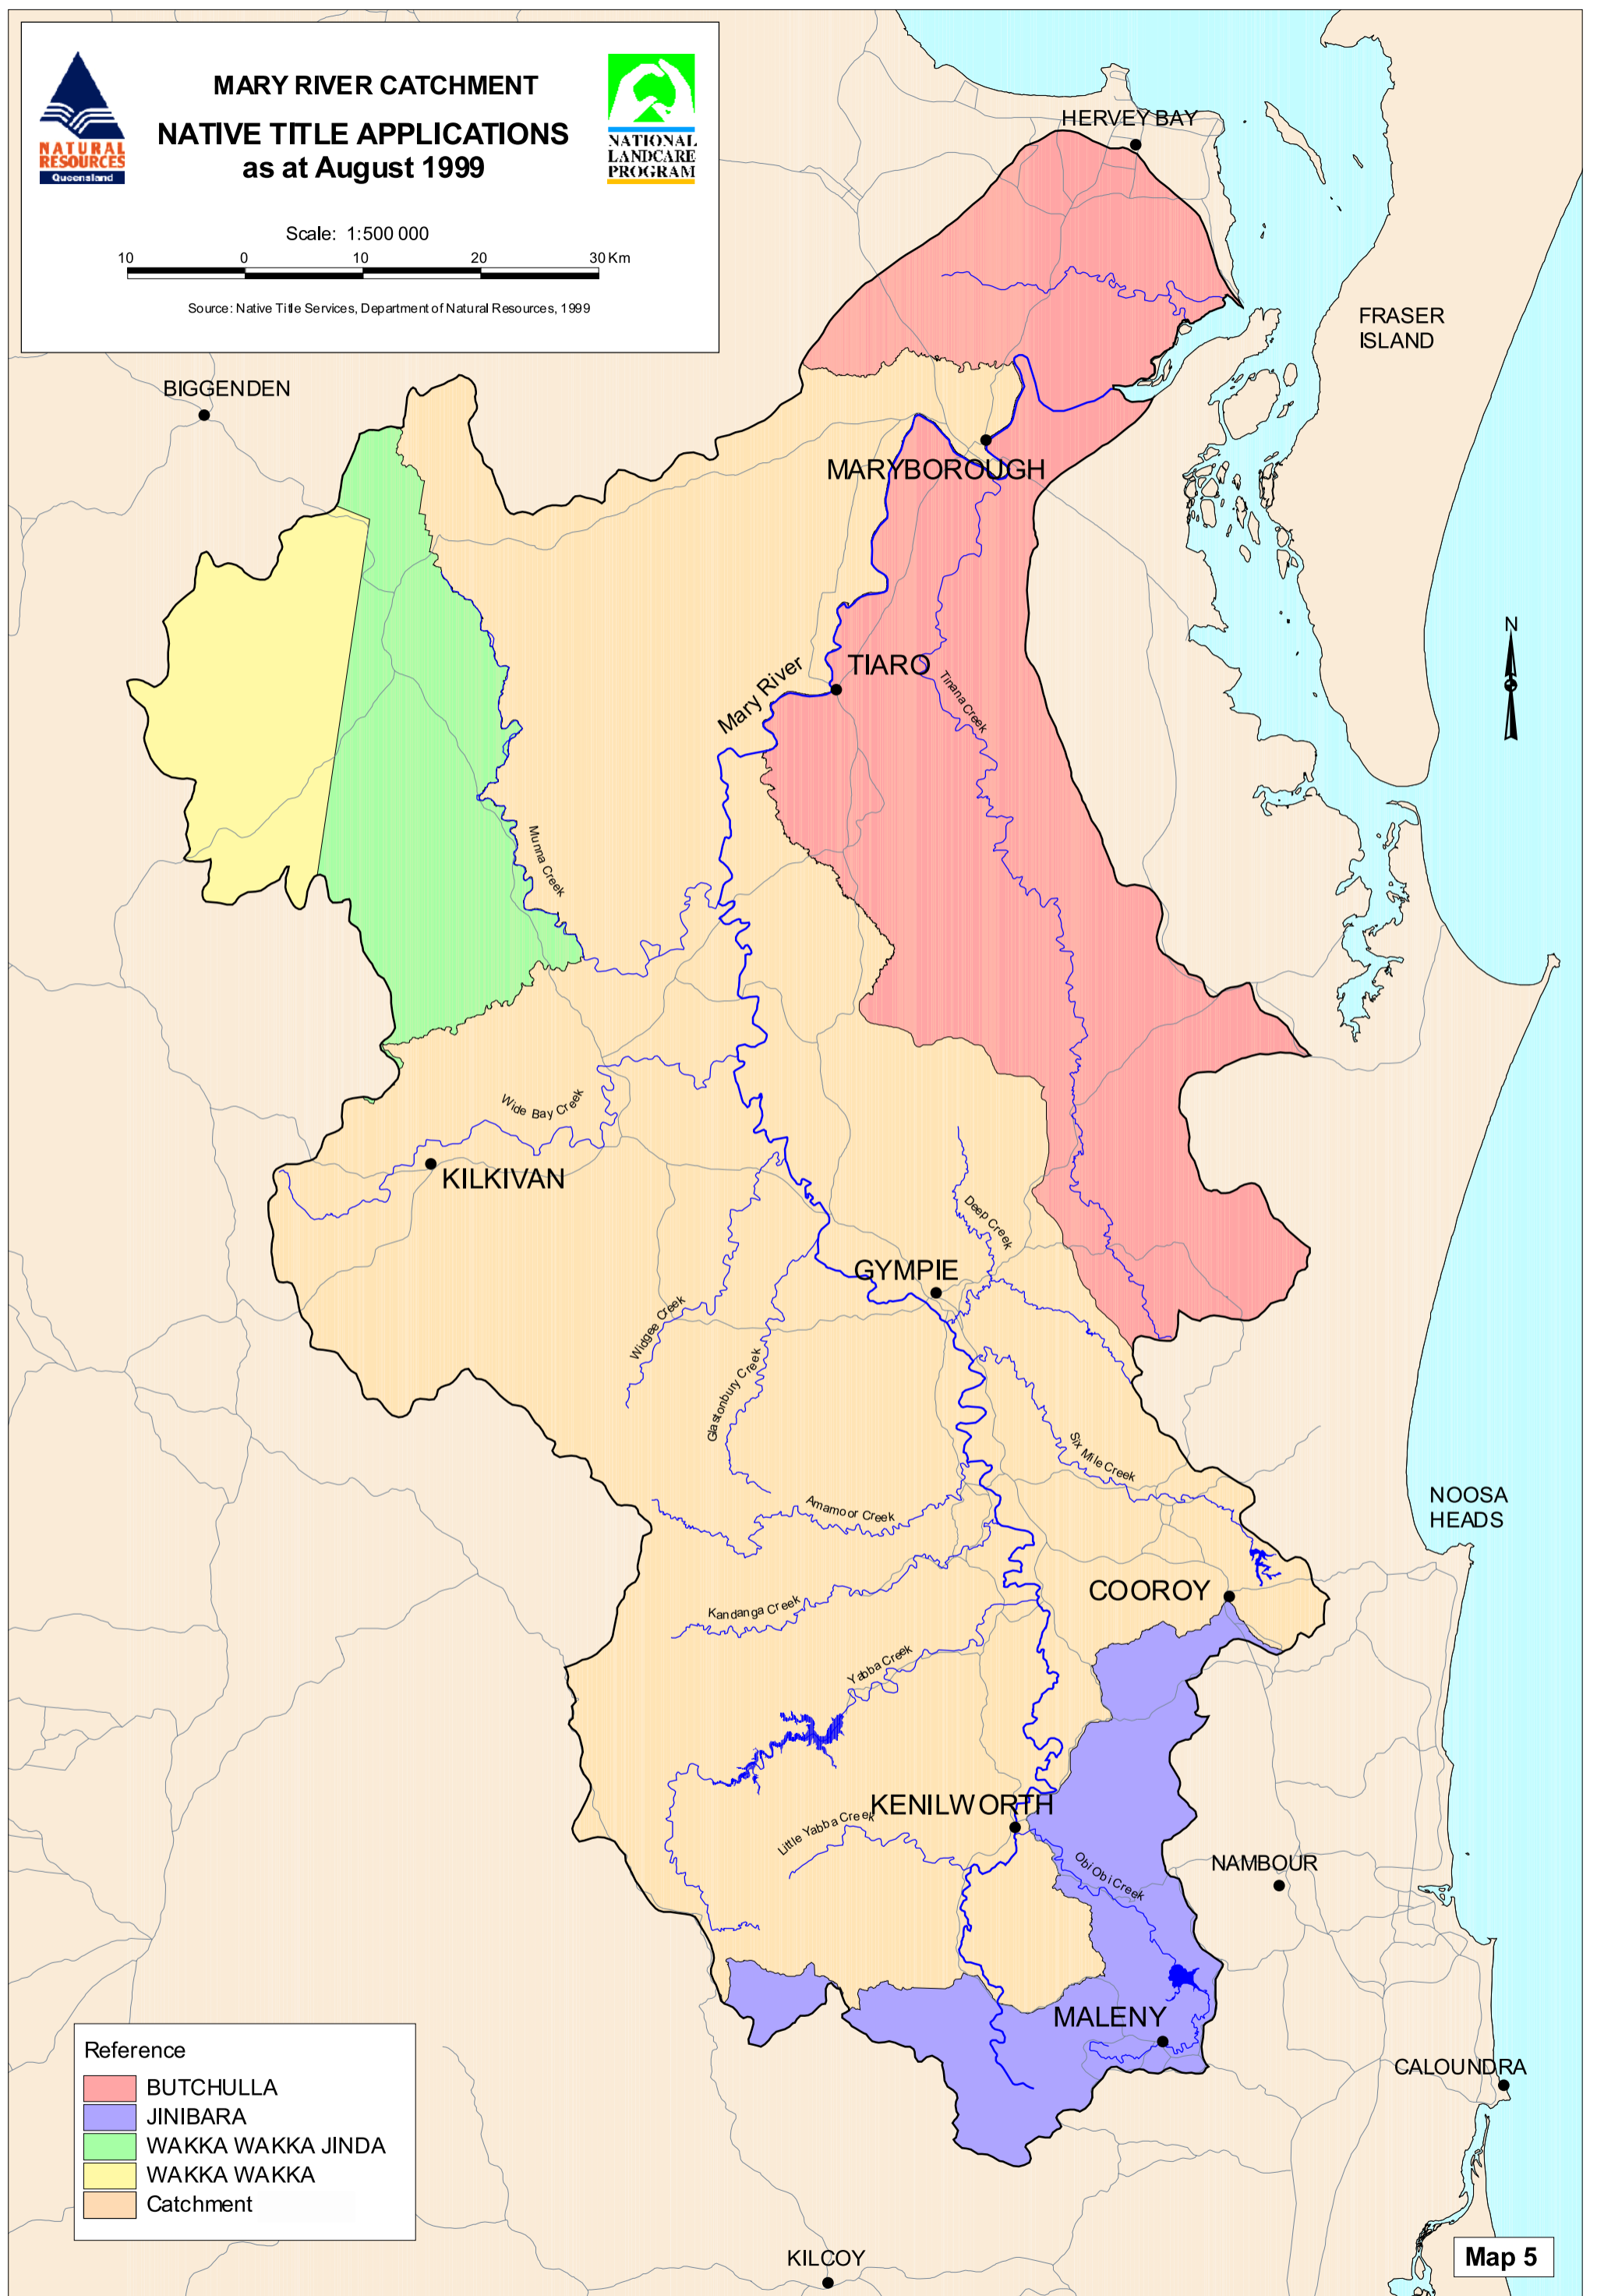 MARY RIVER CATCHMENT
NATIVE TITLE APPLICATIONS
as at August 1999
NATURAL
RESOURCES
Queensland
NATIONAL
LANDCARE
PROGRAM
Scale: 1:500 000
10 0 10 20 30 Km
Source: Native Title Services, Department of Natural Resources, 1999
HERVEY BAY
FRASER
ISLAND
BIGGENDEN
MARYBOROUGH
N
TIARO
Mary River
Tinana Creek
Munna Creek
Wide Bay Creek
KILKIVAN
Deep Creek
GYMPIE
Widgee Creek
Glastonbury Creek
Six Mile Creek
NOOSA
HEADS
Amamoor Creek
COOROY
Kandanga Creek
Yabba Creek
KENILWORTH
Little Yabba Creek
Obi Obi Creek
NAMBOUR
MALENY
CALOUNDRA
Reference
BUTCHULLA
JINIBARA
WAKKA WAKKA JINDA
WAKKA WAKKA
Catchment
KILCOY
Map 5